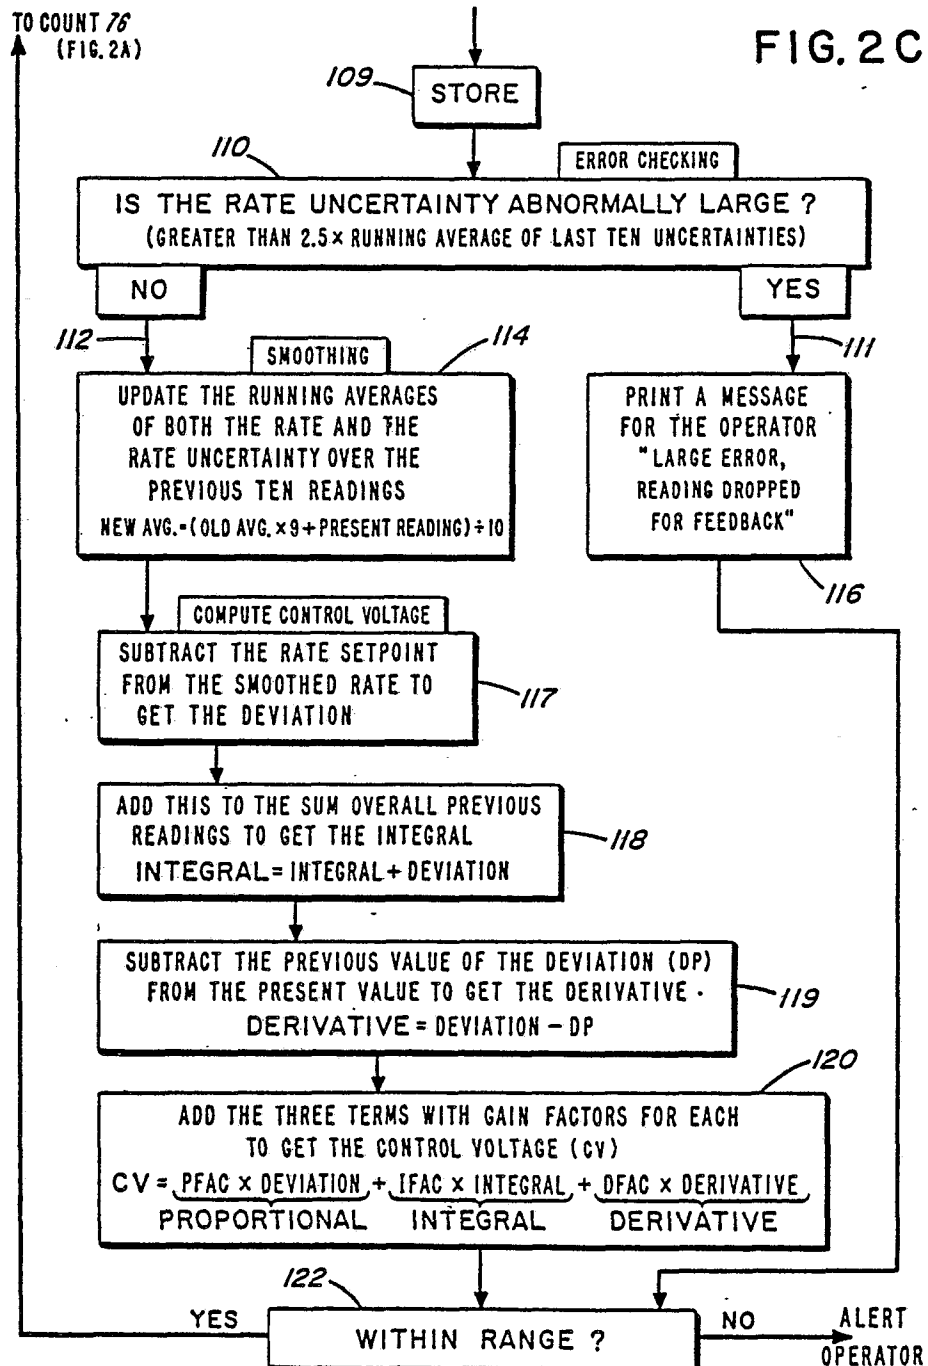 TO COUNT 76
(FIG. 2A)
FIG. 2C
109
STORE
110
ERROR CHECKING
IS THE RATE UNCERTAINTY ABNORMALLY LARGE ?
(GREATER THAN 2.5 × RUNNING AVERAGE OF LAST TEN UNCERTAINTIES)
NO
YES
112
111
SMOOTHING
114
UPDATE THE RUNNING AVERAGES
OF BOTH THE RATE AND THE
RATE UNCERTAINTY OVER THE
PREVIOUS TEN READINGS
NEW AVG. = (OLD AVG. × 9 + PRESENT READING) ÷ 10
PRINT A MESSAGE
FOR THE OPERATOR
"LARGE ERROR,
READING DROPPED
FOR FEEDBACK"
116
COMPUTE CONTROL VOLTAGE
SUBTRACT THE RATE SETPOINT
FROM THE SMOOTHED RATE TO
GET THE DEVIATION
117
ADD THIS TO THE SUM OVERALL PREVIOUS
READINGS TO GET THE INTEGRAL
INTEGRAL = INTEGRAL + DEVIATION
118
SUBTRACT THE PREVIOUS VALUE OF THE DEVIATION (DP)
FROM THE PRESENT VALUE TO GET THE DERIVATIVE .
DERIVATIVE = DEVIATION - DP
119
120
ADD THE THREE TERMS WITH GAIN FACTORS FOR EACH
TO GET THE CONTROL VOLTAGE (CV)
CV = PFAC × DEVIATION + IFAC × INTEGRAL + DFAC × DERIVATIVE
PROPORTIONAL INTEGRAL DERIVATIVE
122
YES
WITHIN RANGE ?
NO
ALERT
OPERATOR